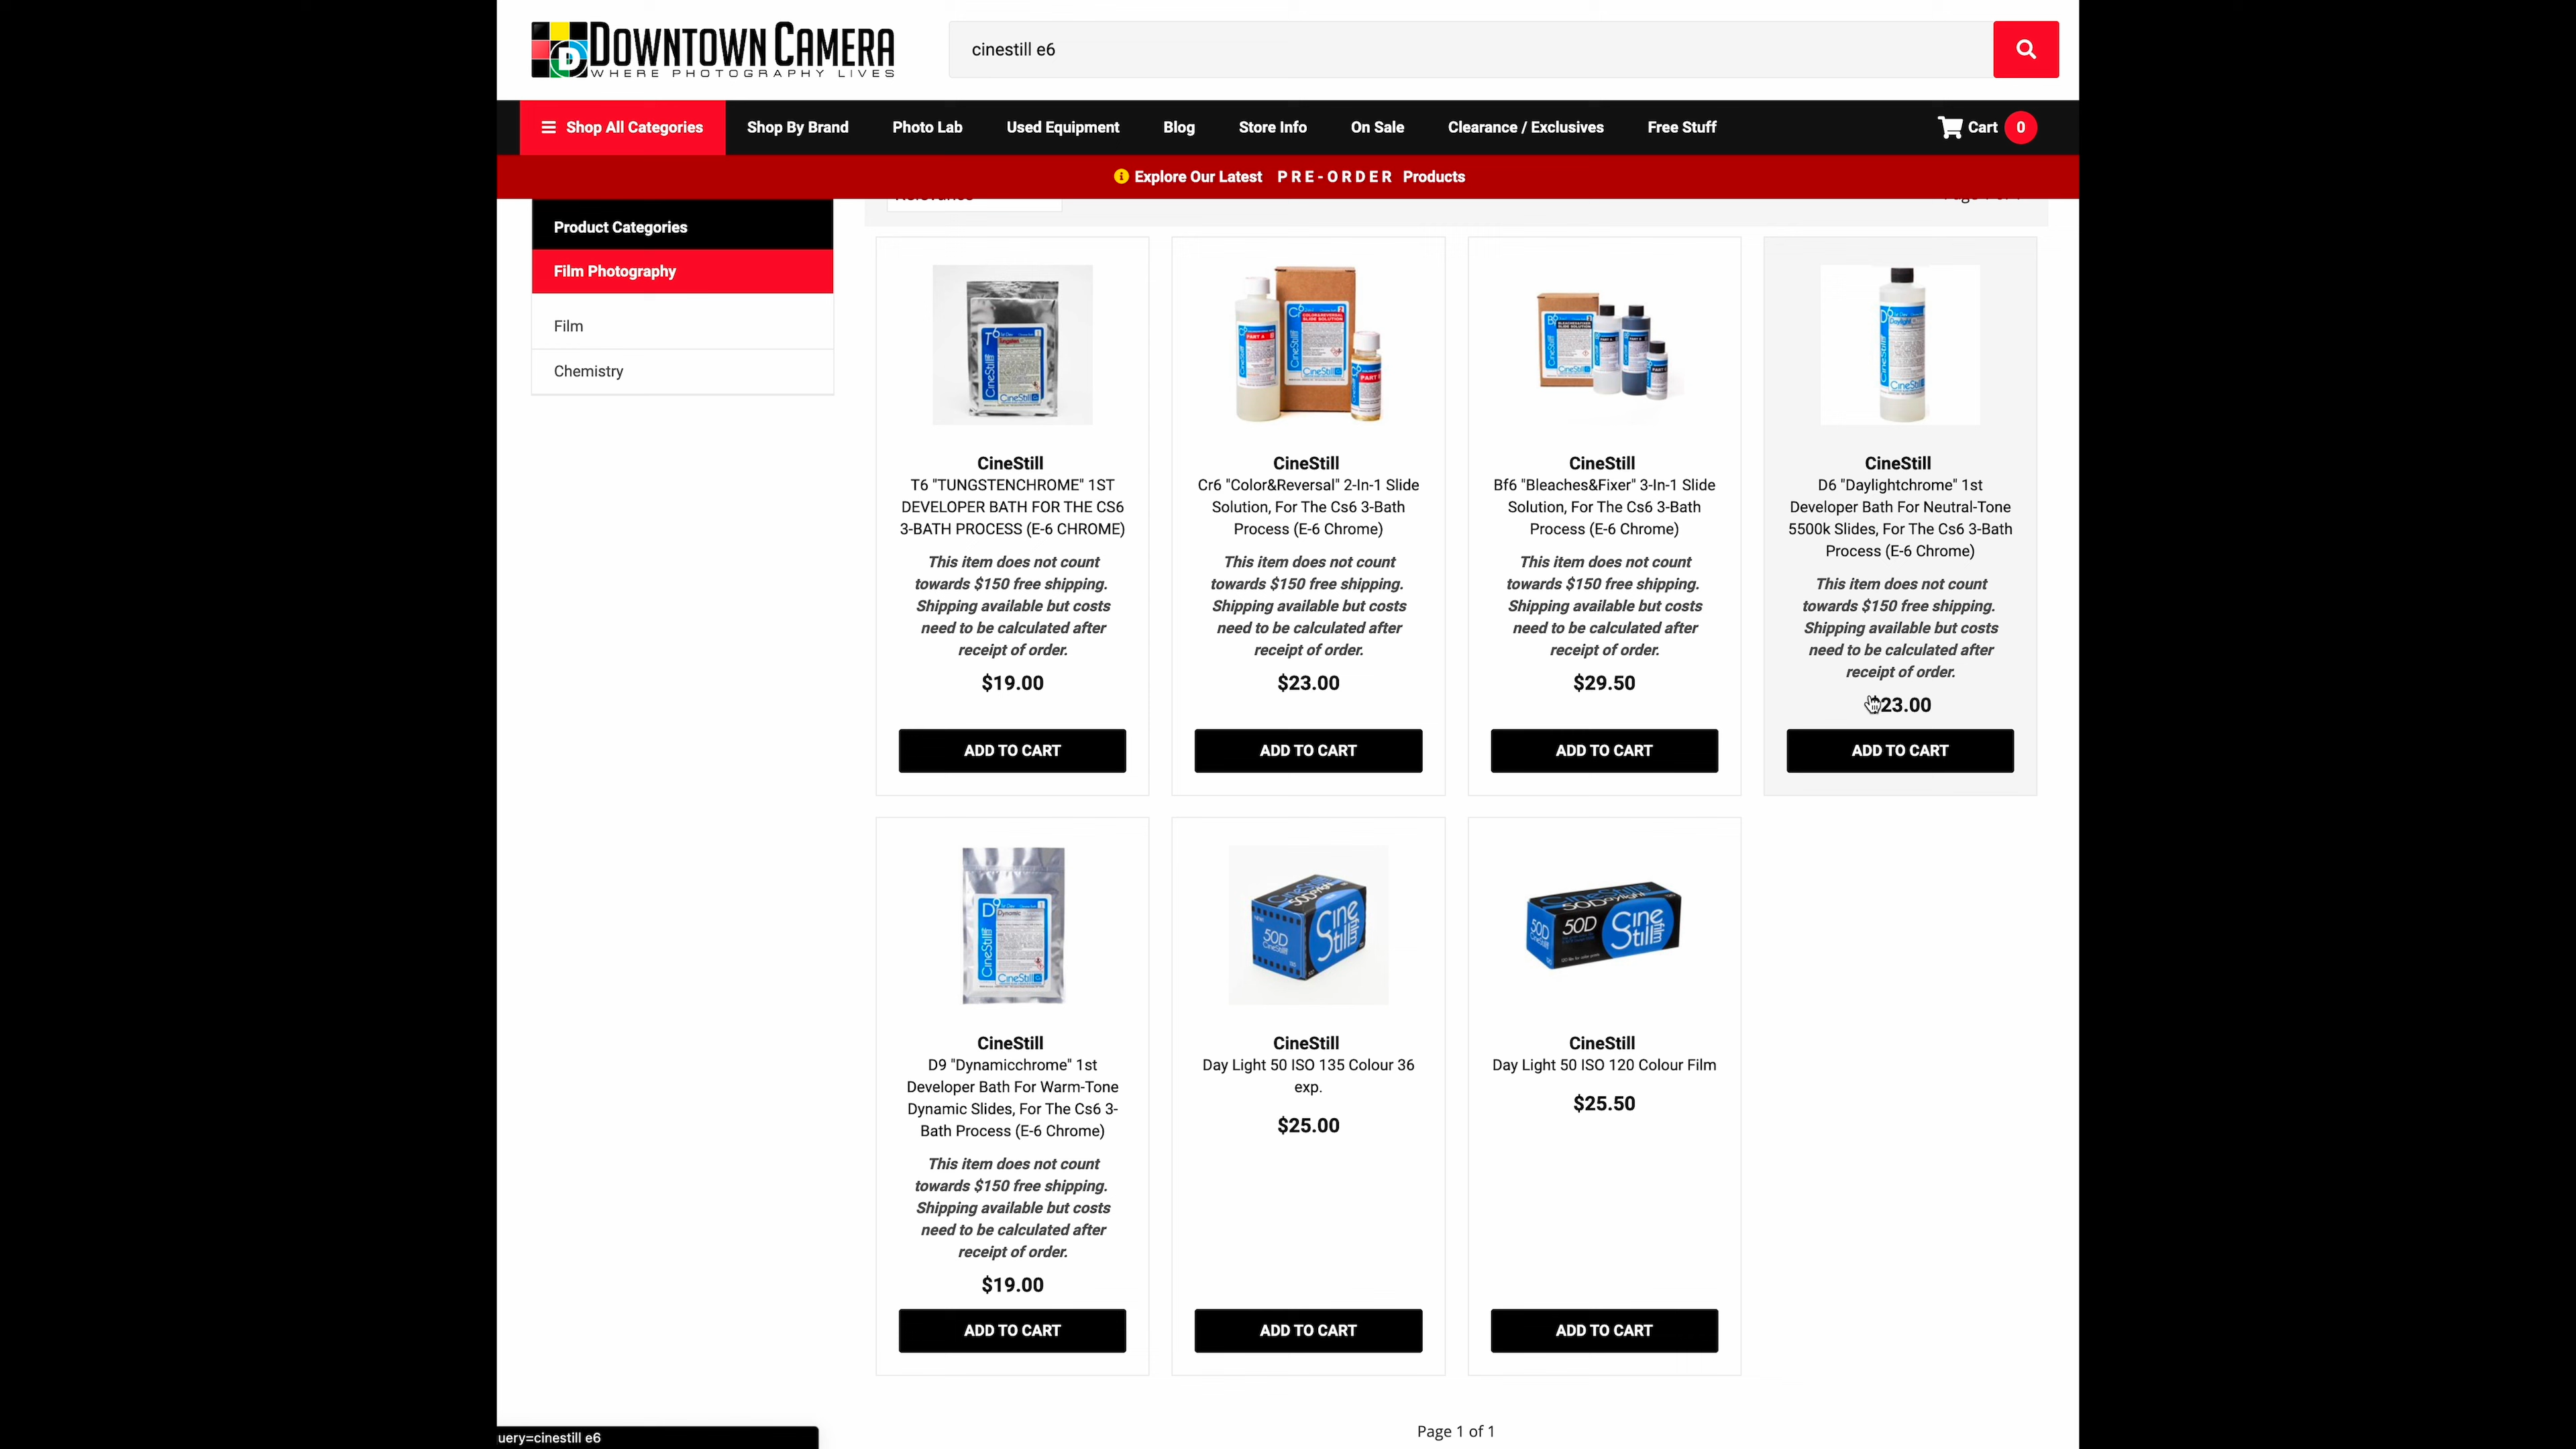 DOWNTOWN CAMERA
WHERE PHOTOGRAPHY LIVES
cinestill e6
Shop All Categories
Shop By Brand
Photo Lab
Used Equipment
Blog
Store Info
On Sale
Clearance / Exclusives
Free Stuff
Cart 0
Explore Our Latest PRE-ORDER Products
Product Categories
Film Photography
Film
Chemistry
CineStill
T6 "TUNGSTENCHROME" 1ST
DEVELOPER BATH FOR THE CS6
3-BATH PROCESS (E-6 CHROME)
This item does not count
towards $150 free shipping.
Shipping available but costs
need to be calculated after
receipt of order.
$19.00
ADD TO CART
CineStill
Cr6 "Color&Reversal" 2-In-1 Slide
Solution, For The Cs6 3-Bath
Process (E-6 Chrome)
This item does not count
towards $150 free shipping.
Shipping available but costs
need to be calculated after
receipt of order.
$23.00
ADD TO CART
CineStill
Bf6 "Bleaches&Fixer" 3-In-1 Slide
Solution, For The Cs6 3-Bath
Process (E-6 Chrome)
This item does not count
towards $150 free shipping.
Shipping available but costs
need to be calculated after
receipt of order.
$29.50
ADD TO CART
CineStill
D6 "Daylightchrome" 1st
Developer Bath For Neutral-Tone
5500k Slides, For The Cs6 3-Bath
Process (E-6 Chrome)
This item does not count
towards $150 free shipping.
Shipping available but costs
need to be calculated after
receipt of order.
23.00
ADD TO CART
CineStill
D9 "Dynamicchrome" 1st
Developer Bath For Warm-Tone
Dynamic Slides, For The Cs6 3-
Bath Process (E-6 Chrome)
This item does not count
towards $150 free shipping.
Shipping available but costs
need to be calculated after
receipt of order.
$19.00
ADD TO CART
50D
Cine
Still
CineStill
Day Light 50 ISO 135 Colour 36
exp.
$25.00
ADD TO CART
50D
50D
Cine
Still
CineStill
Day Light 50 ISO 120 Colour Film
$25.50
ADD TO CART
Page 1 of 1
uery=cinestill e6